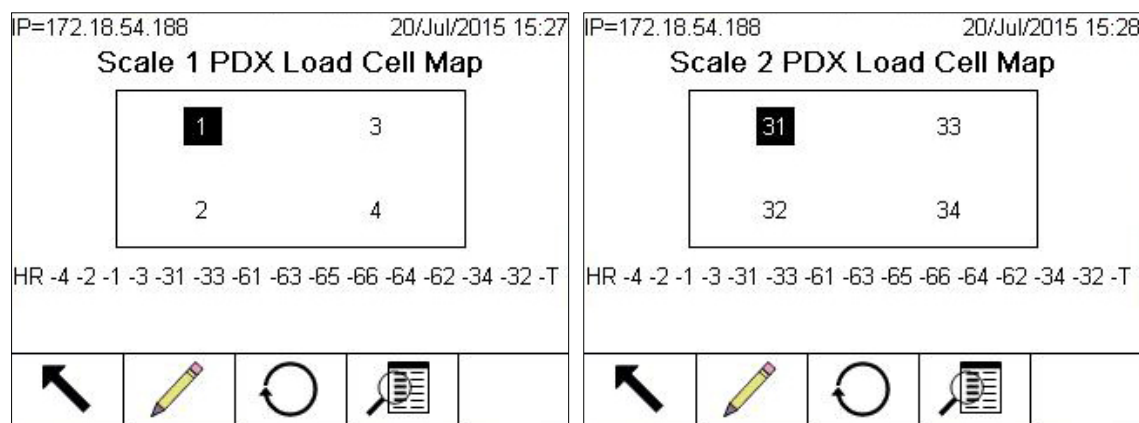 IP=172.18.54.188 20/Jul/2015 15:27
Scale 1 PDX Load Cell Map
1 3
2 4
HR -4 -2 -1 -3 -31 -33 -61 -63 -65 -66 -64 -62 -34 -32 -T
IP=172.18.54.188 20/Jul/2015 15:28
Scale 2 PDX Load Cell Map
31 33
32 34
HR -4 -2 -1 -3 -31 -33 -61 -63 -65 -66 -64 -62 -34 -32 -T